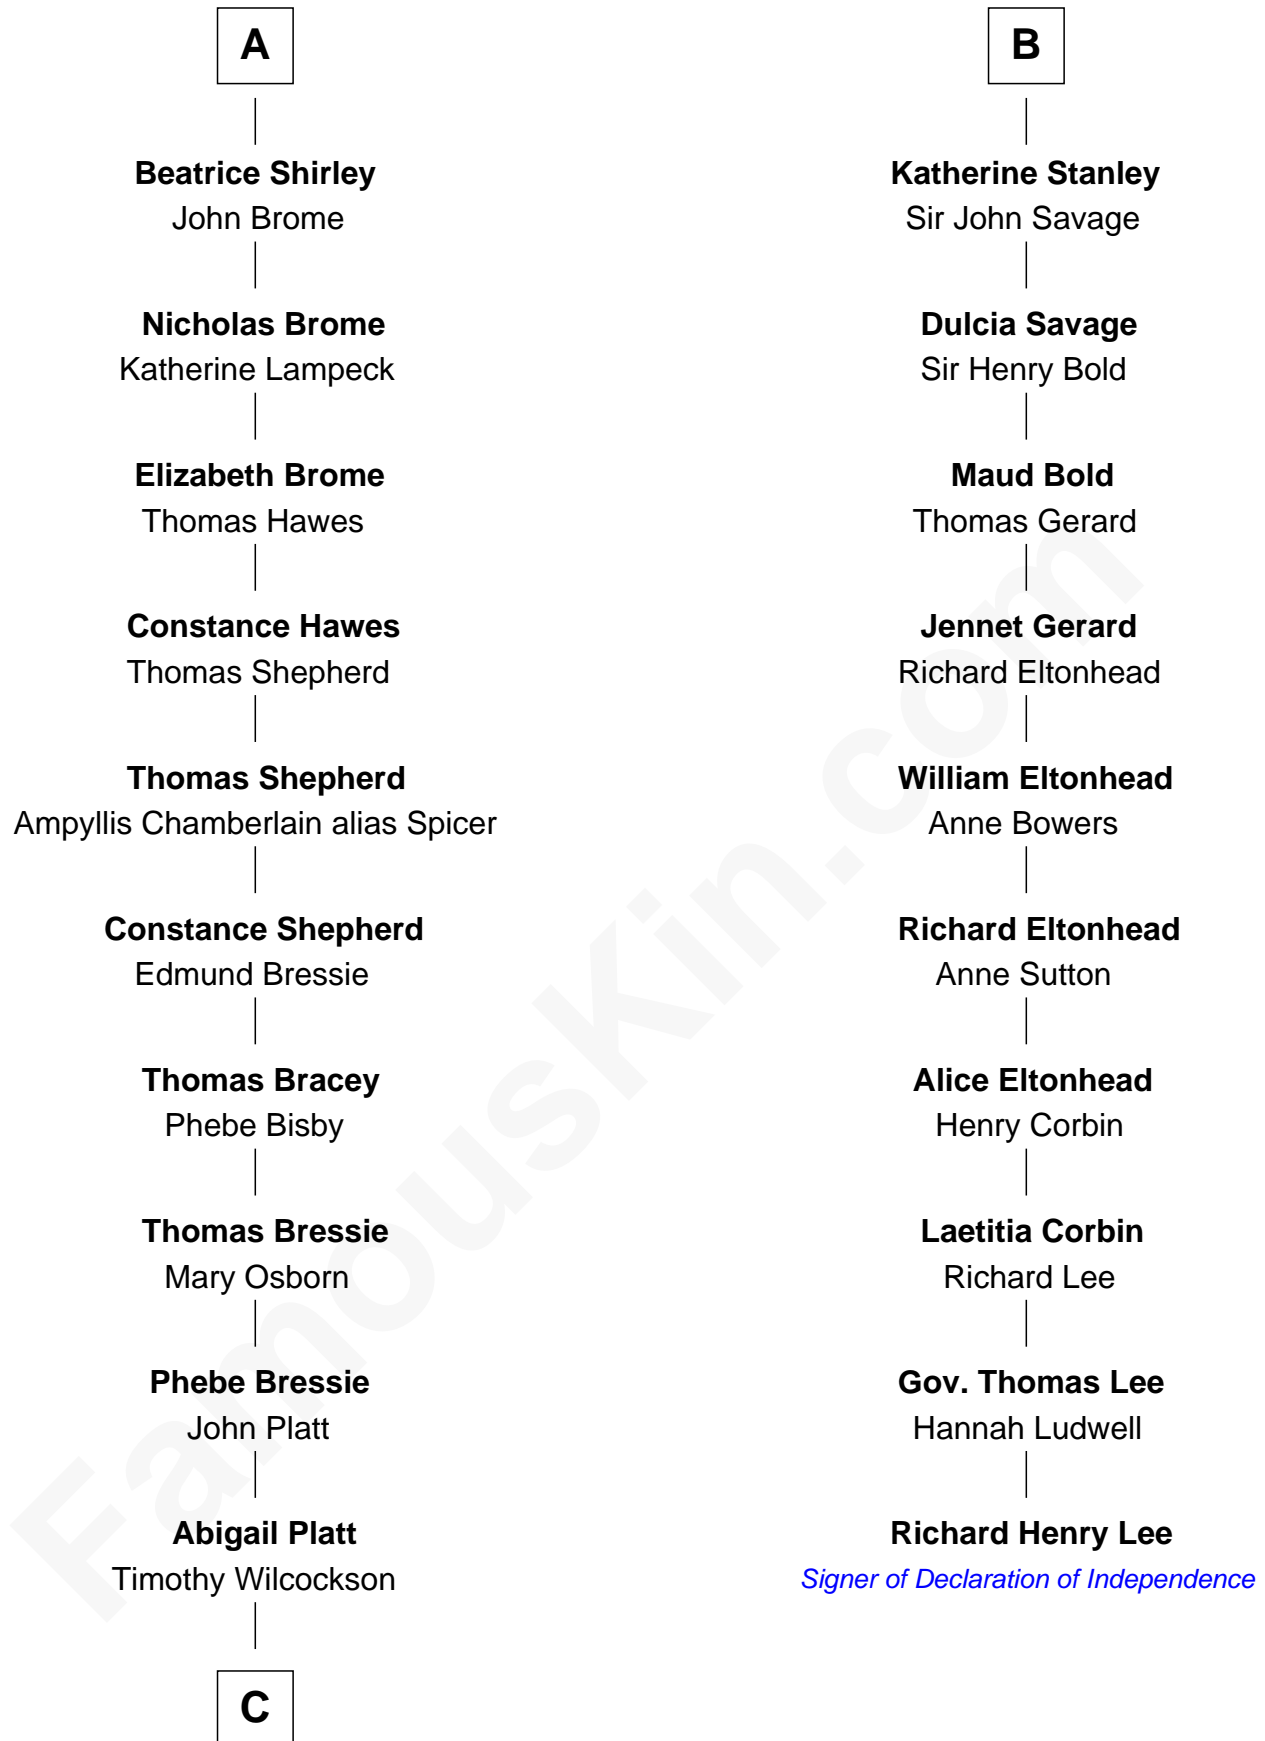 A
Beatrice Shirley
John Brome
Nicholas Brome
Katherine Lampeck
Elizabeth Brome
Thomas Hawes
Constance Hawes
Thomas Shepherd
Thomas Shepherd
Ampyllis Chamberlain alias Spicer
Constance Shepherd
Edmund Bressie
Thomas Bracey
Phebe Bisby
Thomas Bressie
Mary Osborn
Phebe Bressie
John Platt
Abigail Platt
Timothy Wilcockson
C
B
Katherine Stanley
Sir John Savage
Dulcia Savage
Sir Henry Bold
Maud Bold
Thomas Gerard
Jennet Gerard
Richard Eltonhead
William Eltonhead
Anne Bowers
Richard Eltonhead
Anne Sutton
Alice Eltonhead
Henry Corbin
Laetitia Corbin
Richard Lee
Gov. Thomas Lee
Hannah Ludwell
Richard Henry Lee
Signer of Declaration of Independence
FamousKin.com